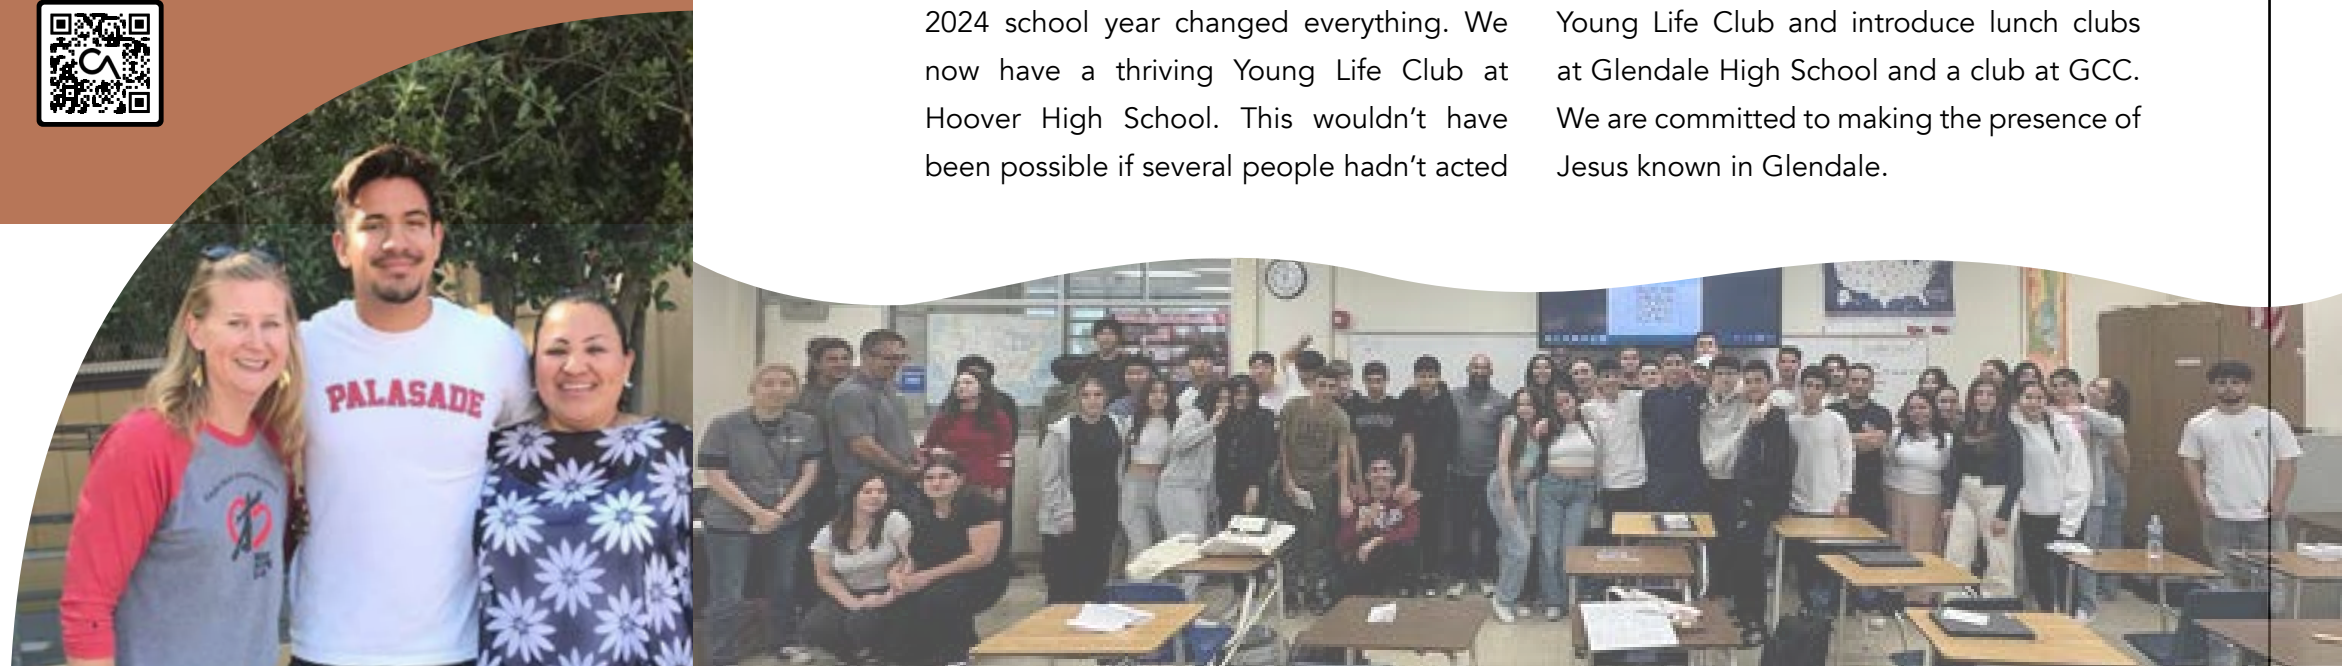 2024 school year changed everything. We
now have a thriving Young Life Club at
Hoover High School. This wouldn’t have
been possible if several people hadn’t acted
Young Life Club and introduce lunch clubs
at Glendale High School and a club at GCC.
We are committed to making the presence of
Jesus known in Glendale.
PALASADE